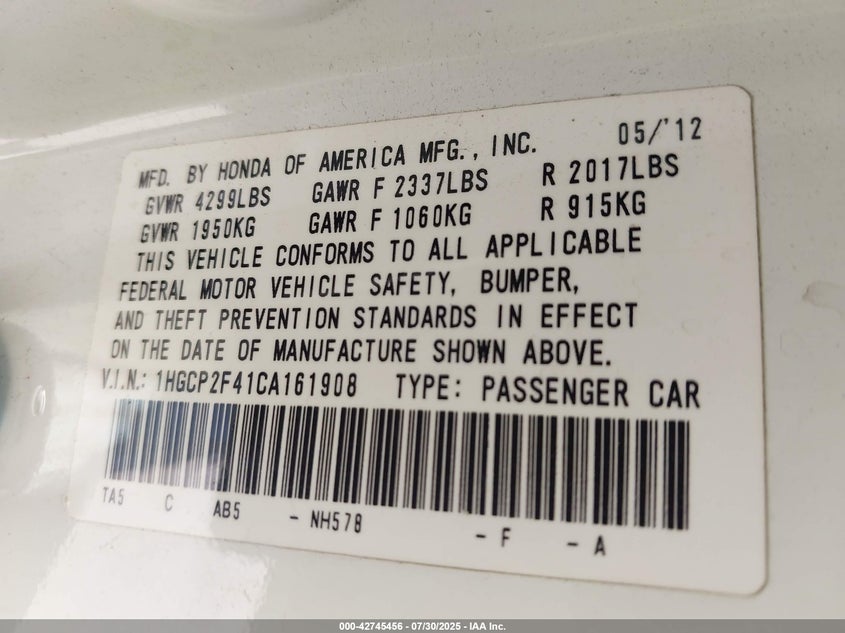 05/'12
MFD. BY HONDA OF AMERICA MFG., INC.
GVWR 4299LBS GAWR F 2337LBS R 2017LBS
GVWR 1950KG GAWR F 1060KG R 915KG
THIS VEHICLE CONFORMS TO ALL APPLICABLE
FEDERAL MOTOR VEHICLE SAFETY, BUMPER,
AND THEFT PREVENTION STANDARDS IN EFFECT
ON THE DATE OF MANUFACTURE SHOWN ABOVE.
V.I.N.: 1HGCP2F41CA161908 TYPE: PASSENGER CAR
TA5 C AB5 - NH578 - F - A
000-42745456 - 07/30/2025 - IAA Inc.